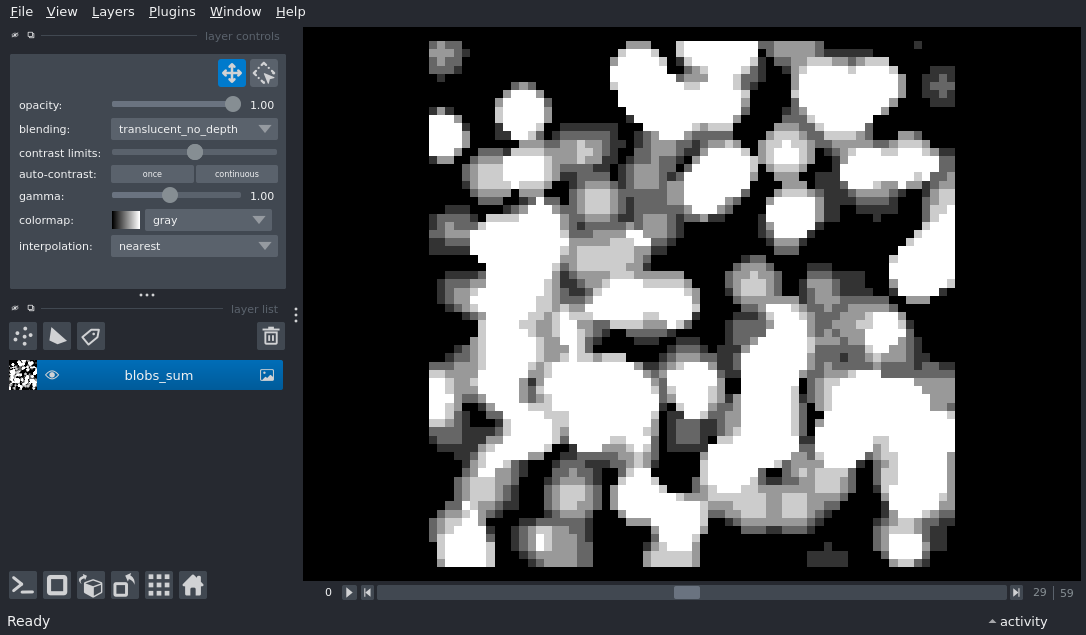 File View Layers Plugins Window Help
layer controls
opacity: 1.00
blending: translucent_no_depth
contrast limits:
auto-contrast: once continuous
gamma: 1.00
colormap: gray
interpolation: nearest
layer list
blobs_sum
0 29 59
Ready activity